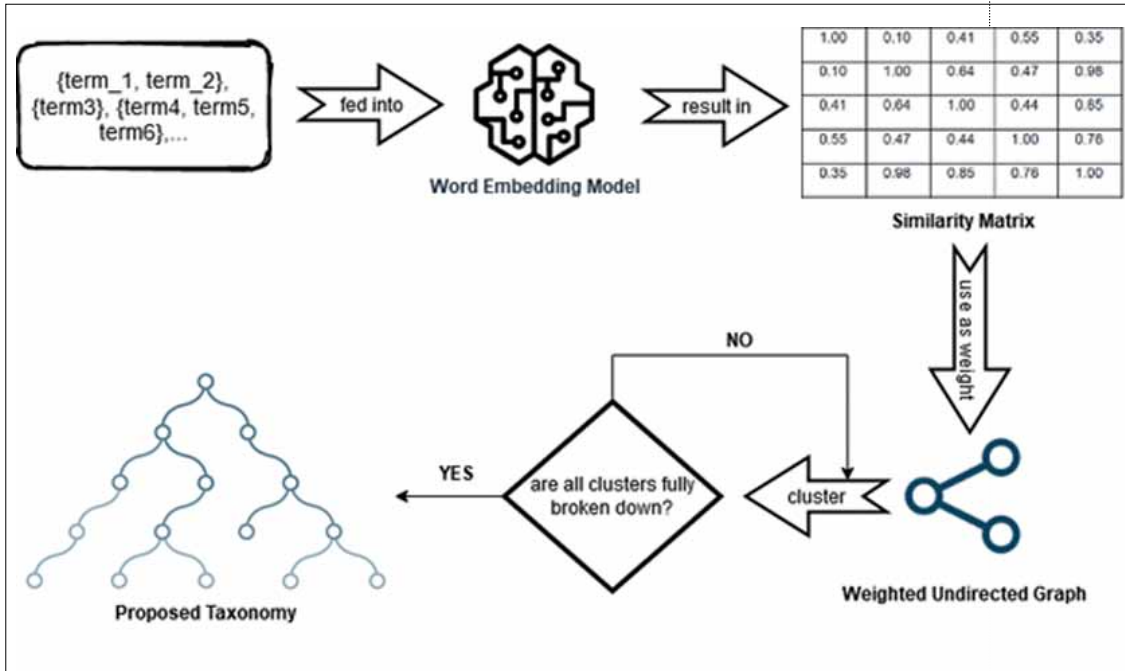 {term_1, term_2},
{term3}, {term4, term5,
term6},...
fed into
Word Embedding Model
result in
1.00 0.10 0.41 0.55 0.35
0.10 1.00 0.64 0.47 0.98
0.41 0.64 1.00 0.44 0.85
0.55 0.47 0.44 1.00 0.76
0.35 0.98 0.85 0.76 1.00
Similarity Matrix
use as weight
NO
YES
are all clusters fully
broken down?
cluster
Weighted Undirected Graph
Proposed Taxonomy